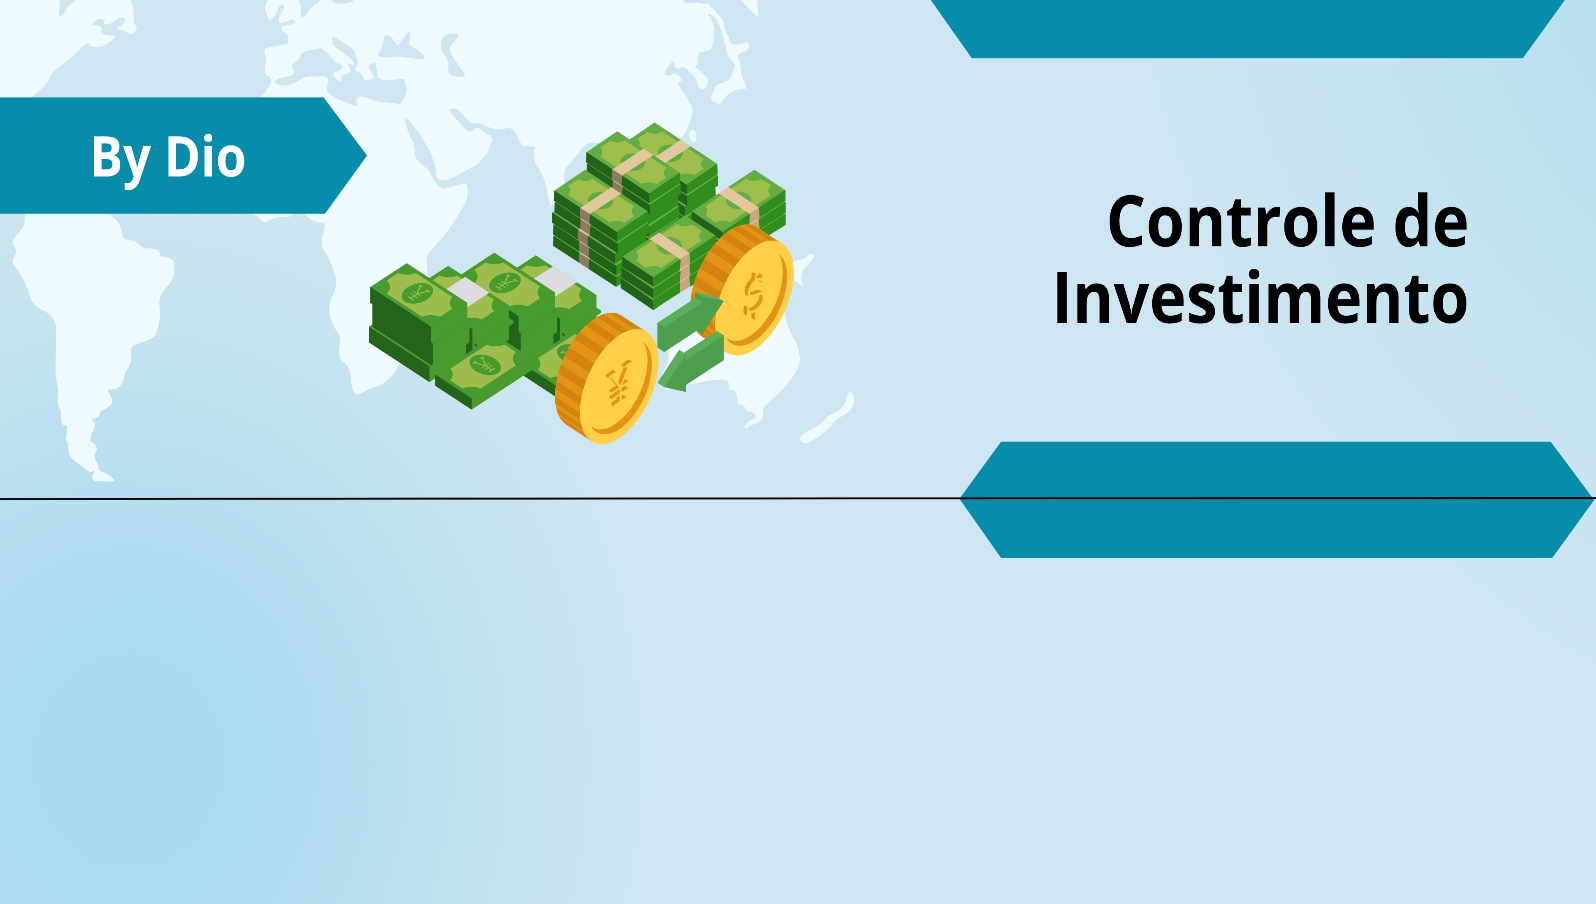 By Dio
Controle de
Investimento